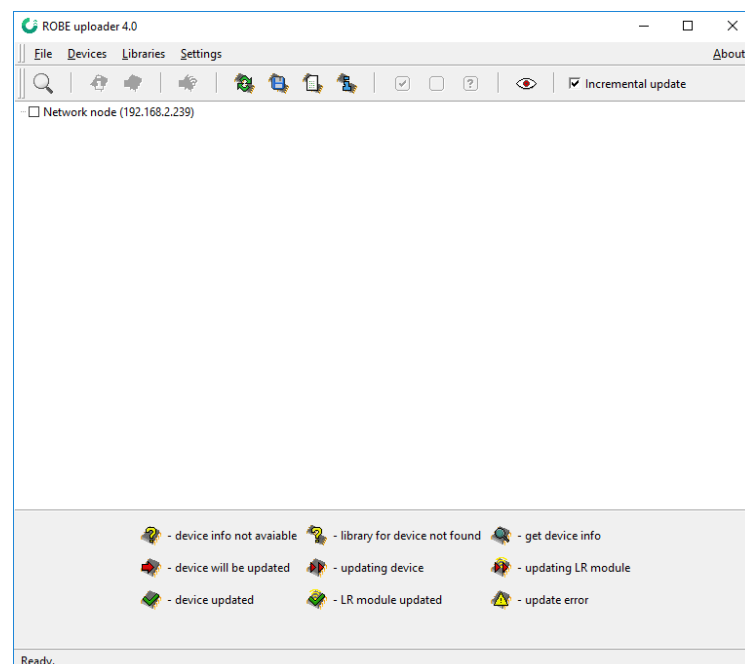 ROBE uploader 4.0
File Devices Libraries Settings About
Incremental update
Network node (192.168.2.239)
- device info not avaiable - library for device not found - get device info
- device will be updated - updating device - updating LR module
- device updated - LR module updated - update error
Ready.